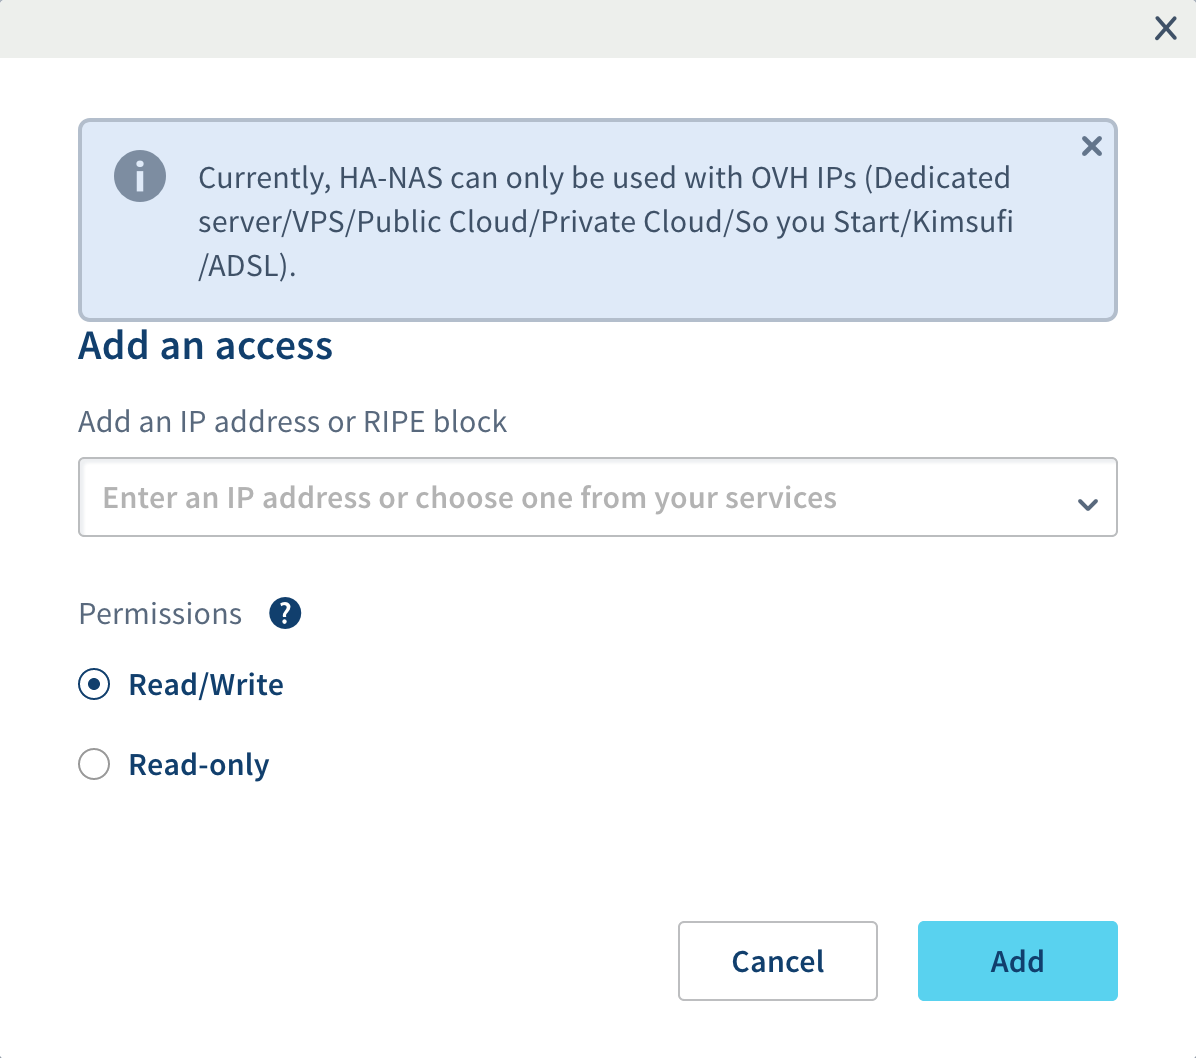 Currently, HA-NAS can only be used with OVH IPs (Dedicated
server/VPS/Public Cloud/Private Cloud/So you Start/Kimsufi
/ADSL).
Add an access
Add an IP address or RIPE block
Enter an IP address or choose one from your services
Permissions ?
Read/Write
Read-only
Cancel
Add